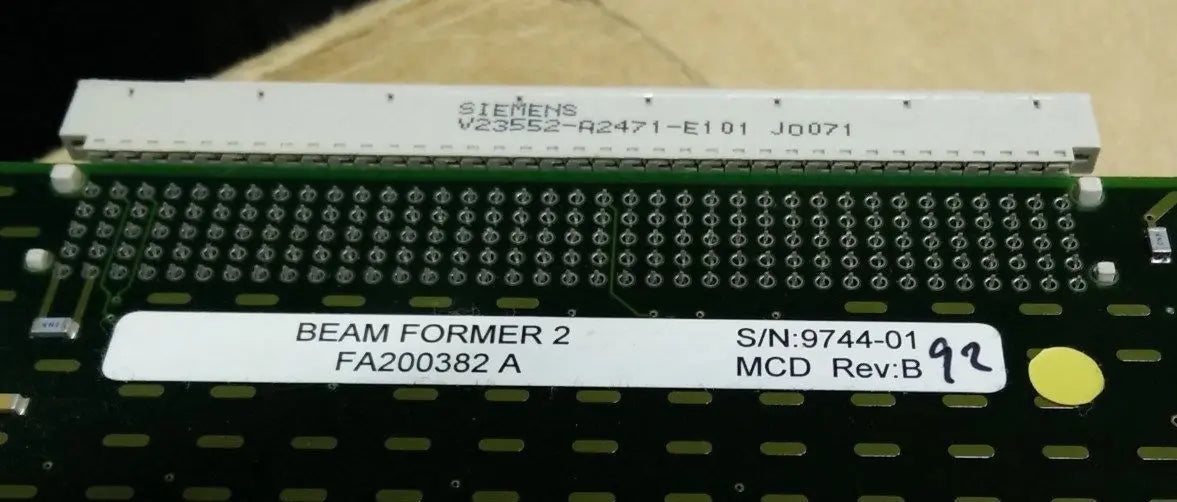 SIEMENS
V23552-A2471-E101 J0071
BEAM FORMER 2
FA200382 A
S/N:9744-01 92
MCD Rev:B